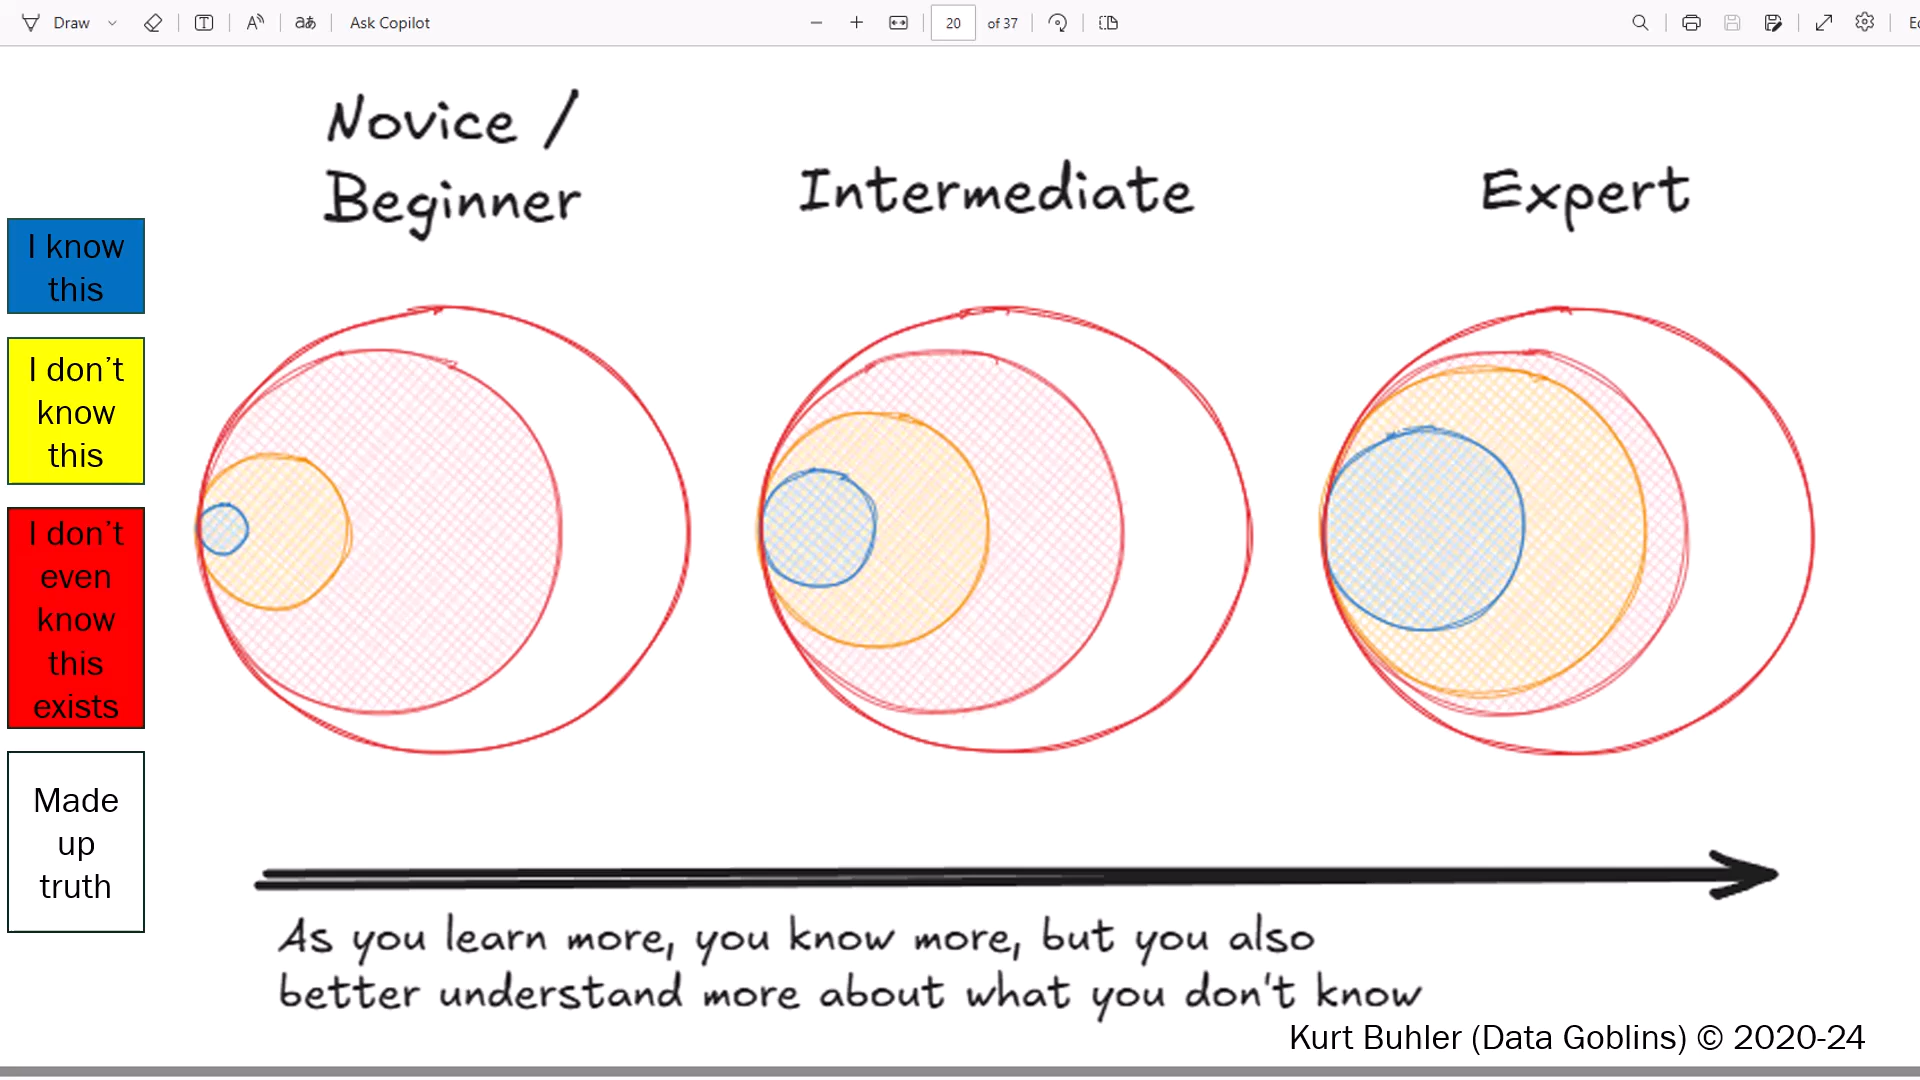 Draw
Ask Copilot
20 of 37
Novice /
Beginner
Intermediate
Expert
I know
this
I don't
know
this
I don't
even
know
this
exists
Made
up
truth
As you learn more, you know more, but you also
better understand more about what you don't know
Kurt Buhler (Data Goblins) © 2020-24